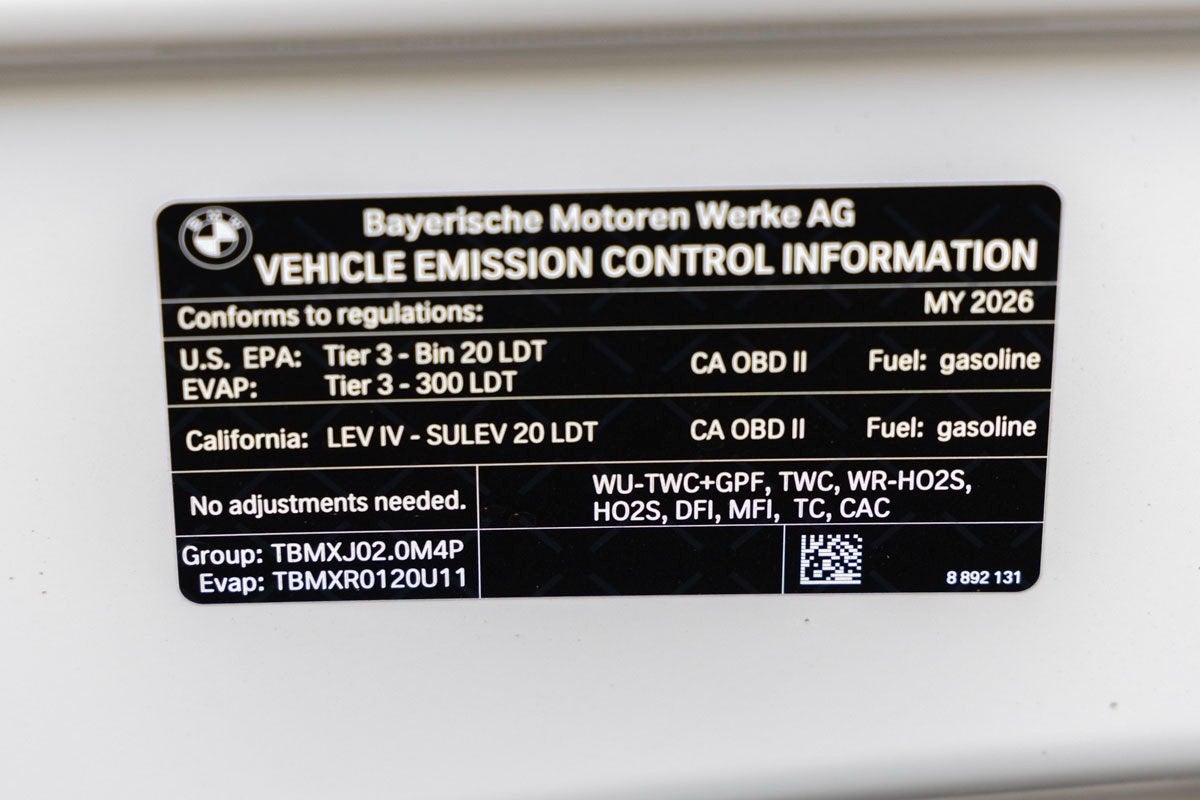 Bayerische Motoren Werke AG
VEHICLE EMISSION CONTROL INFORMATION
Conforms to regulations: MY 2026
U.S. EPA: Tier 3 - Bin 20 LDT CA OBD II Fuel: gasoline
EVAP: Tier 3 - 300 LDT
California: LEV IV - SULEV 20 LDT CA OBD II Fuel: gasoline
No adjustments needed.
WU-TWC+GPF, TWC, WR-HO2S,
HO2S, DFI, MFI, TC, CAC
Group: TBMXJ02.0M4P
Evap: TBMXR0120U11
8 892 131